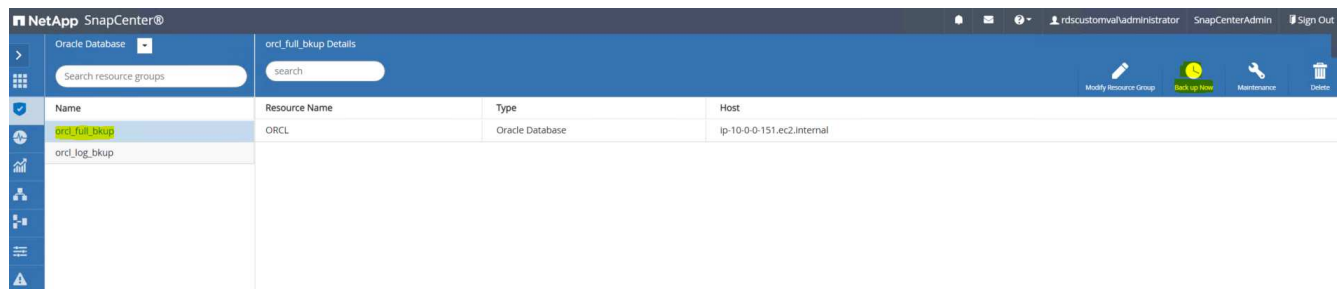 NetApp SnapCenter®
rdscustomval\administrator SnapCenterAdmin Sign Out
Oracle Database
Search resource groups
Name
orcl_full_bkup
orcl_log_bkup
orcl_full_bkup Details
search
Modify Resource Group Back up Now Maintenance Delete
Resource Name Type Host
ORCL Oracle Database ip-10-0-0-151.ec2.internal